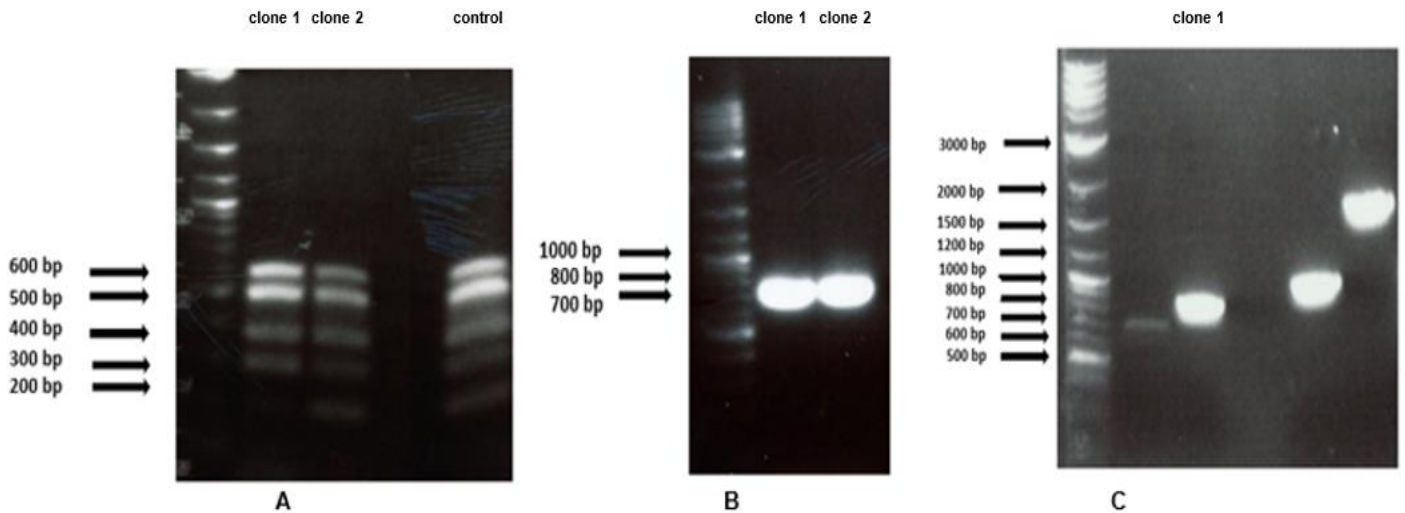 clone 1 clone 2 control
600 bp
500 bp
400 bp
300 bp
200 bp
A
clone 1 clone 2
1000 bp
800 bp
700 bp
B
clone 1
3000 bp
2000 bp
1500 bp
1200 bp
1000 bp
800 bp
700 bp
600 bp
500 bp
C